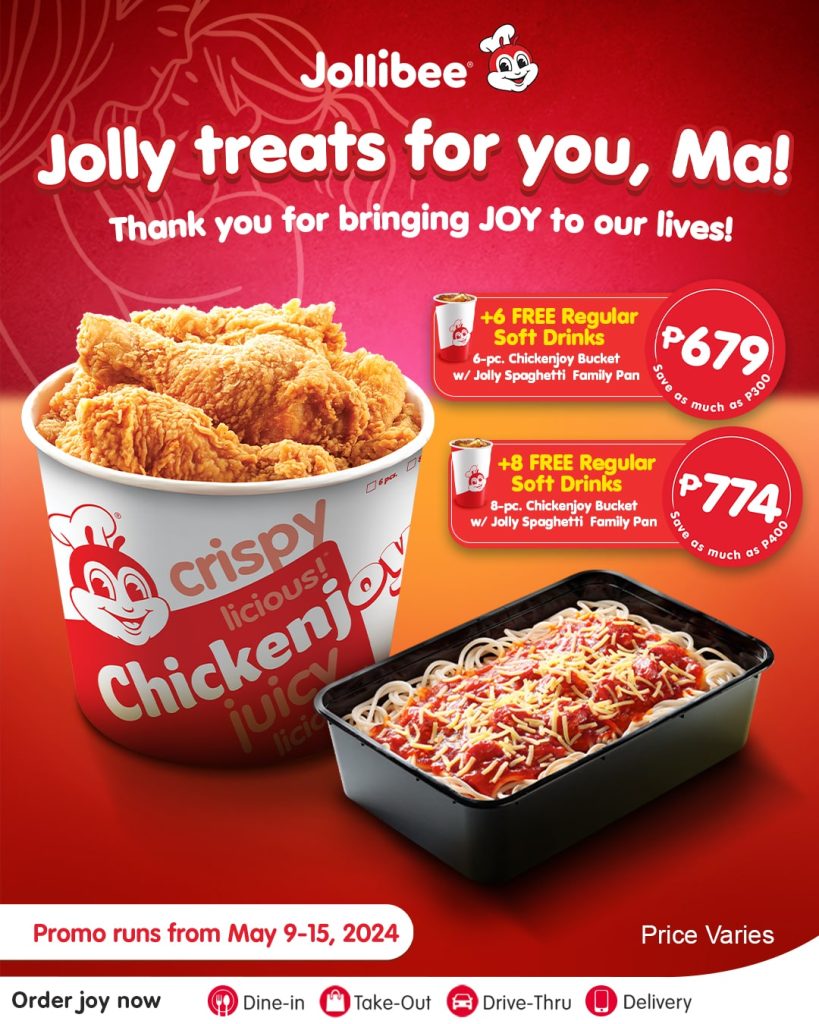 Jollibee®
Jolly treats for you, Ma!
Thank you for bringing JOY to our lives!
+6 FREE Regular
Soft Drinks
6-pc. Chickenjoy Bucket
w/ Jolly Spaghetti Family Pan
₱679
Save as much as ₱300
+8 FREE Regular
Soft Drinks
8-pc. Chickenjoy Bucket
w/ Jolly Spaghetti Family Pan
₱774
Save as much as ₱400
6 pcs.
crispy
licious!
Chickenjoy
juicy
Promo runs from May 9-15, 2024
Price Varies
Order joy now
Dine-in
Take-Out
Drive-Thru
Delivery